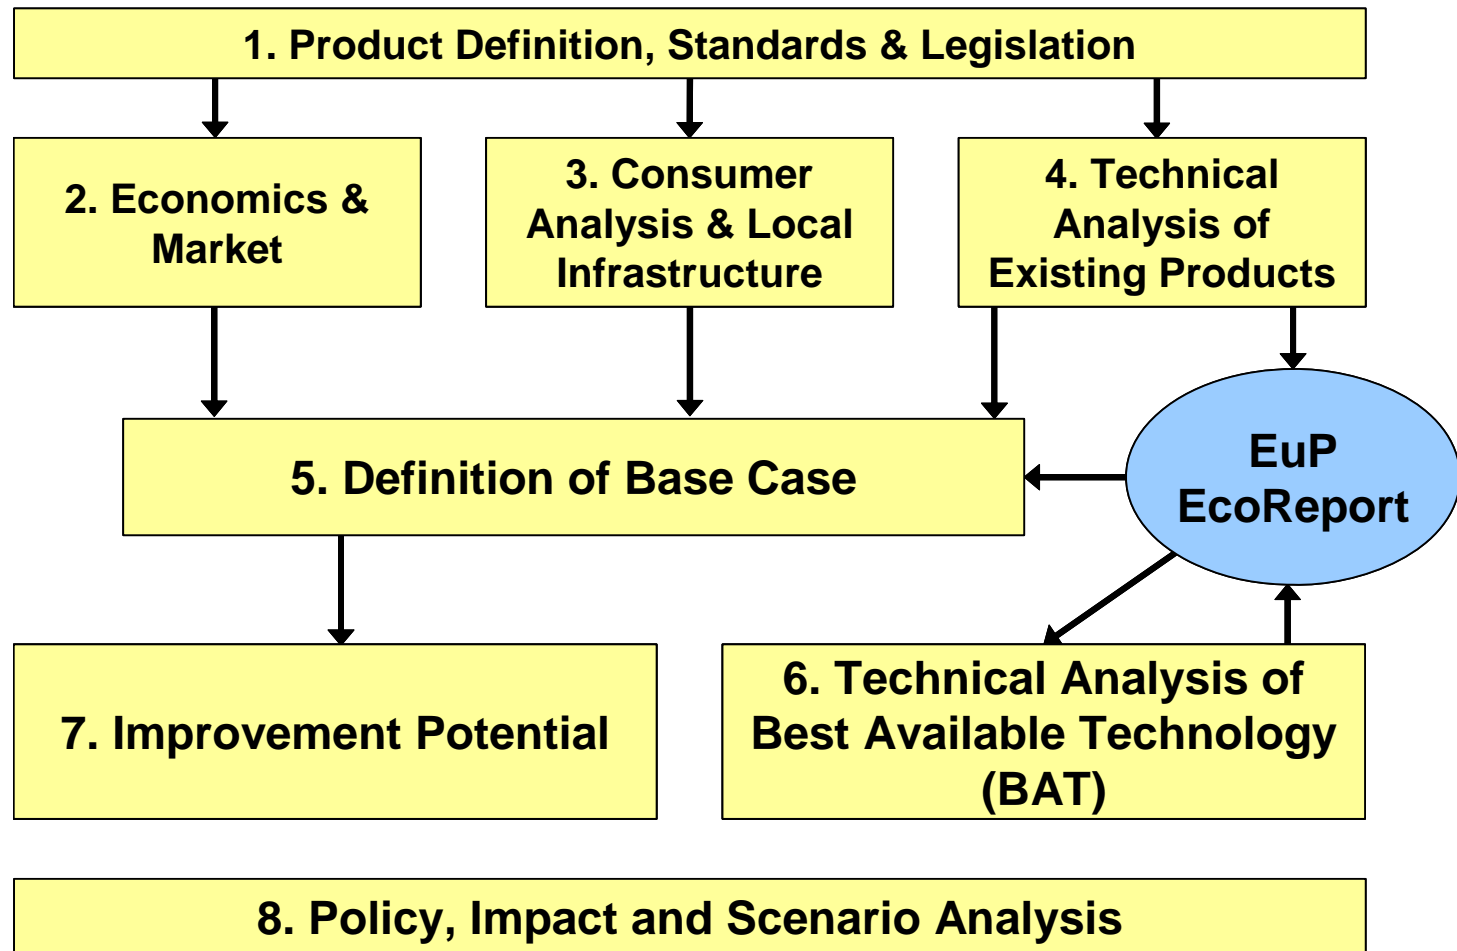 1. Product Definition, Standards & Legislation
2. Economics &
Market
3. Consumer
Analysis & Local
Infrastructure
4. Technical
Analysis of
Existing Products
5. Definition of Base Case
EuP
EcoReport
7. Improvement Potential
6. Technical Analysis of
Best Available Technology
(BAT)
8. Policy, Impact and Scenario Analysis